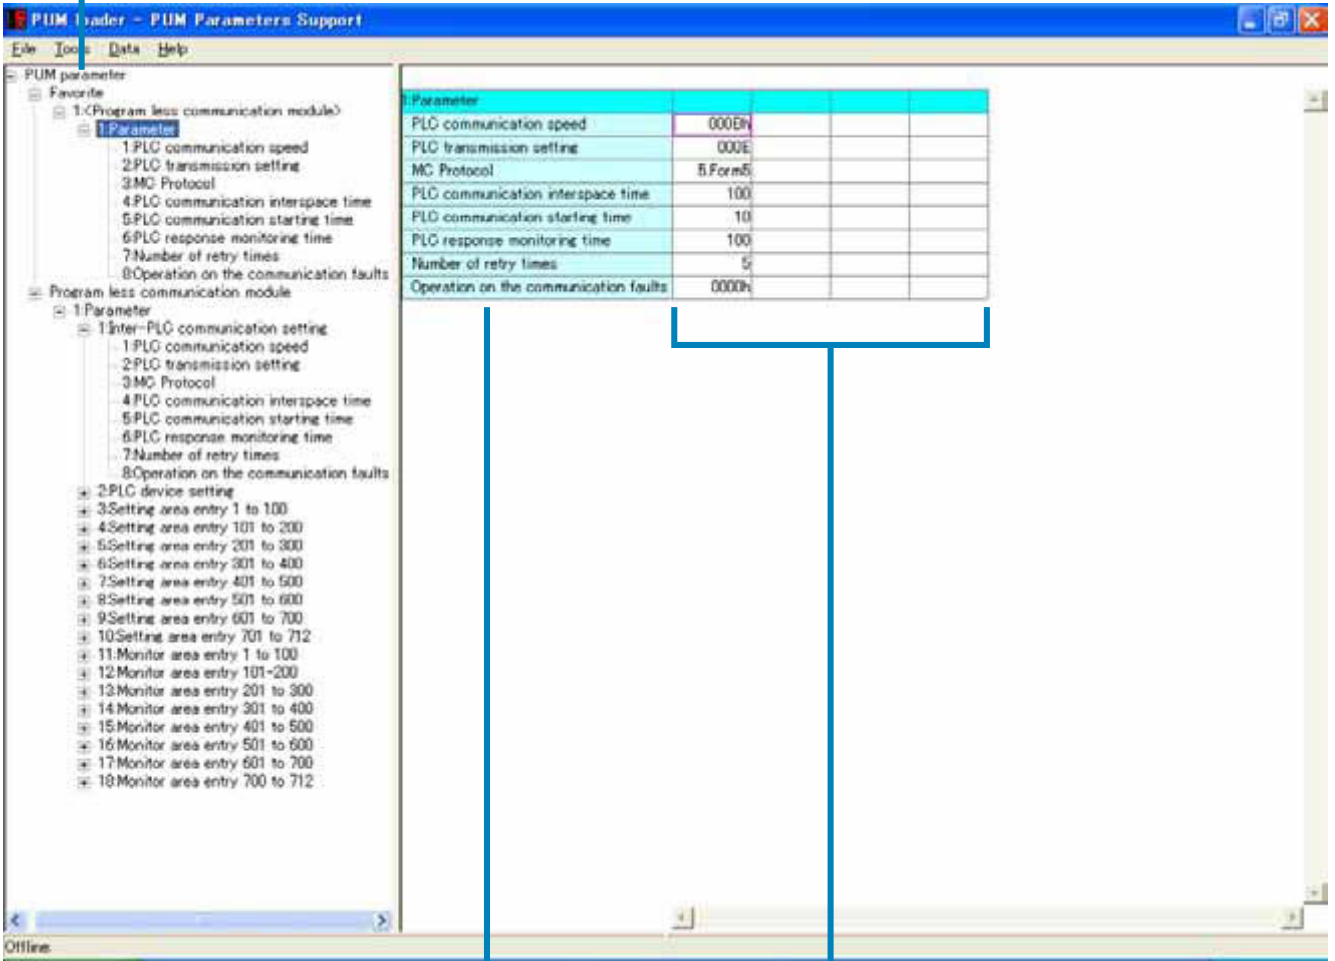 PUM Loader - PUM Parameters Support
File Tools Data Help
PUM parameter
Favorite
1:<Program less communication module>
1:Parameter
1:PLC communication speed
2:PLC transmission setting
3:MC Protocol
4:PLC communication interspace time
5:PLC communication starting time
6:PLC response monitoring time
7:Number of retry times
8:Operation on the communication faults
Program less communication module
1:Parameter
1:Inter-PLC communication setting
1:PLC communication speed
2:PLC transmission setting
3:MC Protocol
4:PLC communication interspace time
5:PLC communication starting time
6:PLC response monitoring time
7:Number of retry times
8:Operation on the communication faults
2:PLC device setting
3:Setting area entry 1 to 100
4:Setting area entry 101 to 200
5:Setting area entry 201 to 300
6:Setting area entry 301 to 400
7:Setting area entry 401 to 500
8:Setting area entry 501 to 600
9:Setting area entry 601 to 700
10:Setting area entry 701 to 712
11:Monitor area entry 1 to 100
12:Monitor area entry 101-200
13:Monitor area entry 201 to 300
14:Monitor area entry 301 to 400
15:Monitor area entry 401 to 500
16:Monitor area entry 501 to 600
17:Monitor area entry 601 to 700
18:Monitor area entry 700 to 712
1:Parameter
PLC communication speed
PLC transmission setting 000E
MC Protocol 5:Form5
PLC communication interspace time 100
PLC communication starting time 10
PLC response monitoring time 100
Number of retry times 5
Operation on the communication faults 0000h
Offline